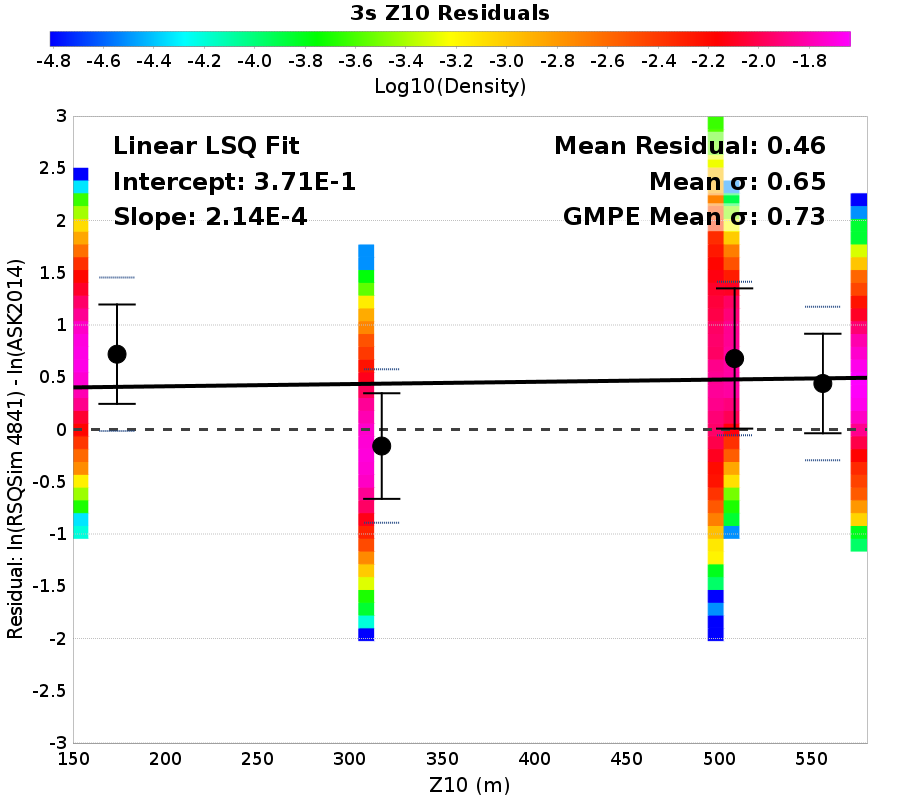 3s Z10 Residuals
-4.8 -4.6 -4.4 -4.2 -4.0 -3.8 -3.6 -3.4 -3.2 -3.0 -2.8 -2.6 -2.4 -2.2 -2.0 -1.8
Log10(Density)
Linear LSQ Fit
Intercept: 3.71E-1
Slope: 2.14E-4
Mean Residual: 0.46
Mean σ: 0.65
GMPE Mean σ: 0.73
Residual: ln(RSQSim 4841) - ln(ASK2014)
3
2.5
2
1.5
1
0.5
0
-0.5
-1
-1.5
-2
-2.5
-3
150 200 250 300 350 400 450 500 550
Z10 (m)